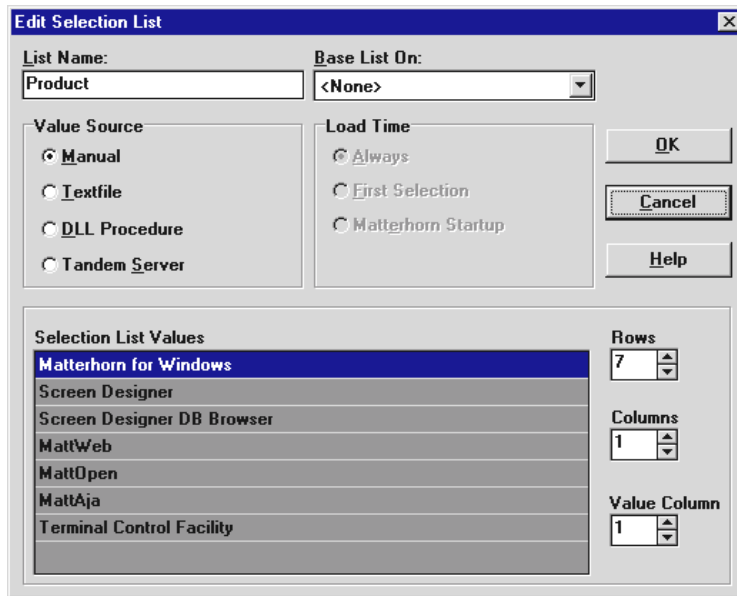 Edit Selection List
List Name:
Base List On:
Product
<None>
Value Source
Manual
Textfile
DLL Procedure
Tandem Server
Load Time
Always
First Selection
Matterhorn Startup
OK
Cancel
Help
Selection List Values
Matterhorn for Windows
Screen Designer
Screen Designer DB Browser
MattWeb
MattOpen
MattAja
Terminal Control Facility
Rows
7
Columns
1
Value Column
1